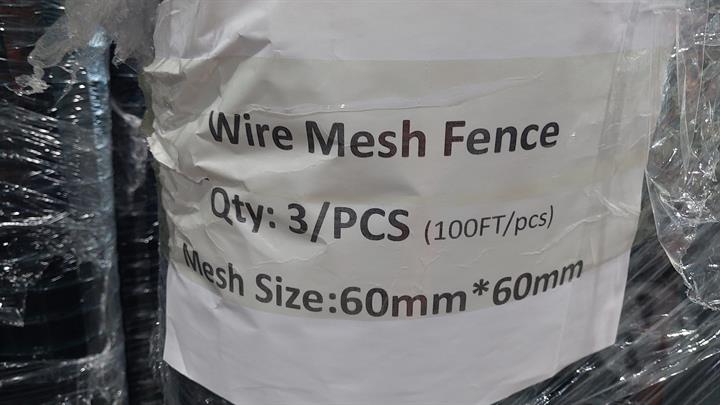 Wire Mesh Fence
Qty: 3/PCS (100FT/pcs)
Mesh Size:60mm*60mm